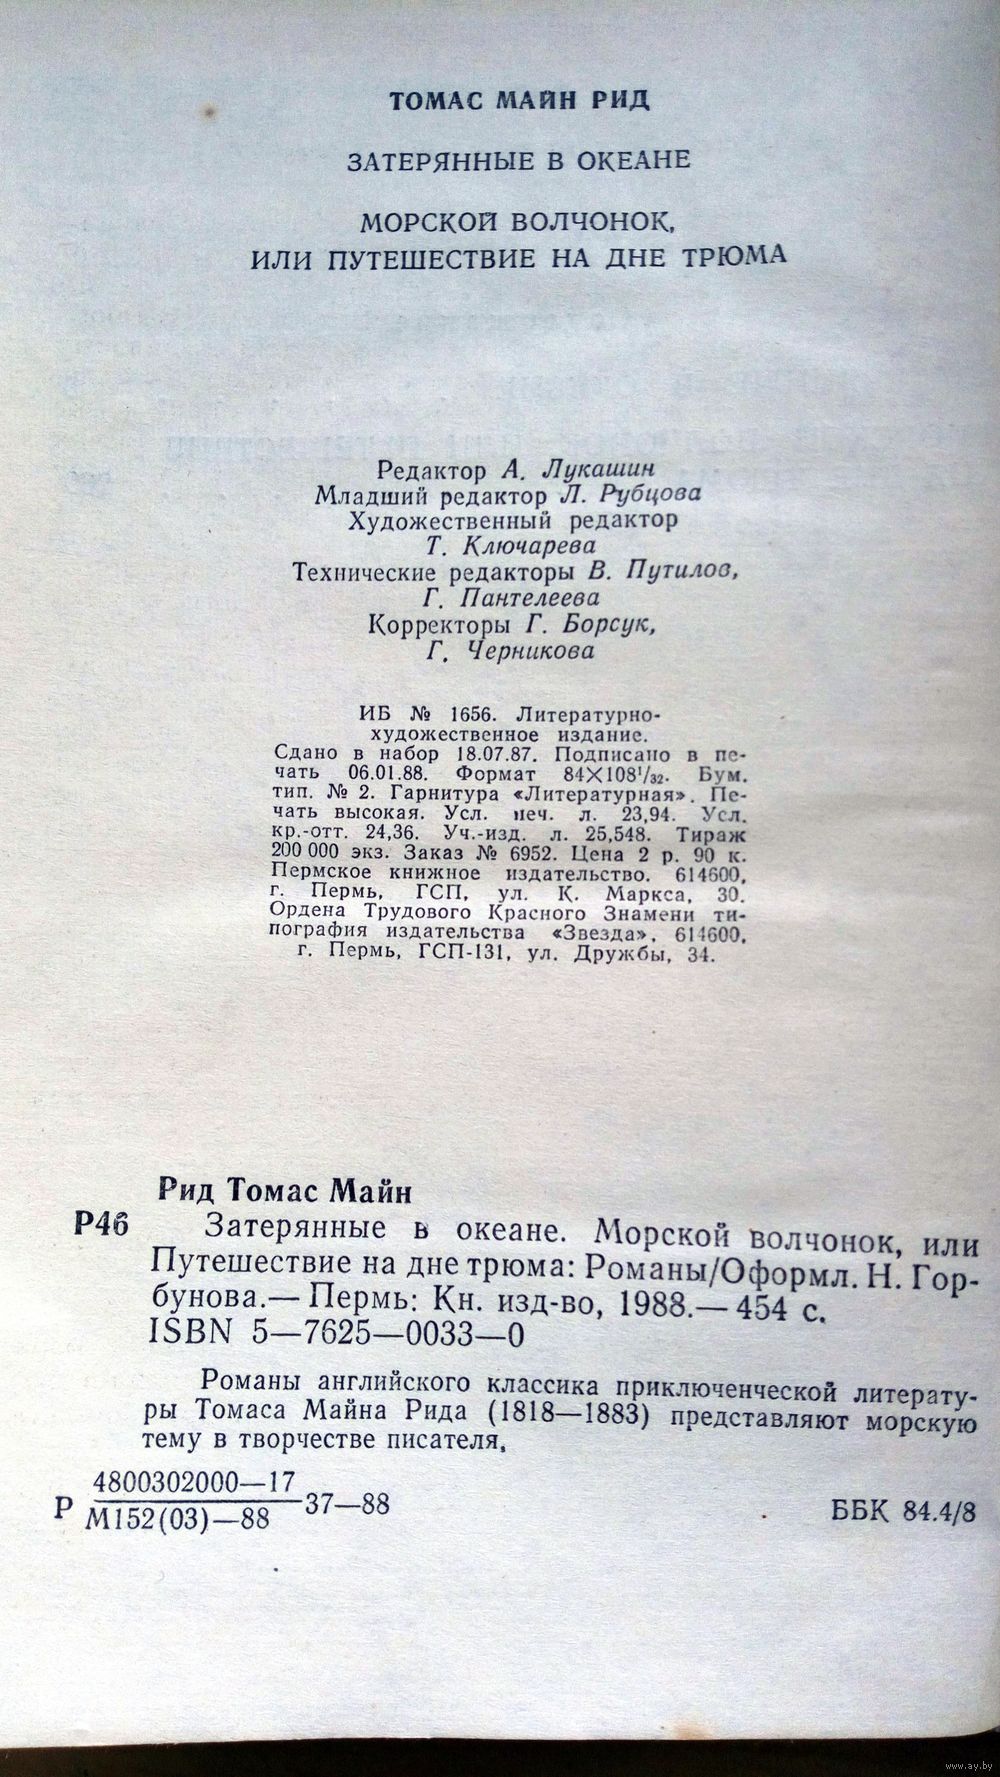 ТОМАС МАЙН РИД
ЗАТЕРЯННЫЕ В ОКЕАНЕ
МОРСКОЙ ВОЛЧОНОК,
ИЛИ ПУТЕШЕСТВИЕ НА ДНЕ ТРЮМА
Редактор А. Лукашин
Младший редактор Л. Рубцова
Художественный редактор
Т. Ключарева
Технические редакторы В. Путилов,
Г. Пантелеева
Корректоры Г. Борсук,
Г. Черникова
ИБ № 1656. Литературно-
художественное издание.
Сдано в набор 18.07.87. Подписано в пе-
чать 06.01.88. Формат 84×108¹/₃₂. Бум.
тип. № 2. Гарнитура «Литературная». Пе-
чать высокая. Усл. печ. л. 23,94. Усл.
кр.-отт. 24,36. Уч.-изд. л. 25,548. Тираж
200 000 экз. Заказ № 6952. Цена 2 р. 90 к.
Пермское книжное издательство. 614600,
г. Пермь, ГСП, ул. К. Маркса, 30.
Ордена Трудового Красного Знамени ти-
пография издательства «Звезда», 614600,
г. Пермь, ГСП-131, ул. Дружбы, 34.
Рид Томас Майн
Р46 Затерянные в океане. Морской волчонок, или
Путешествие на дне трюма: Романы/Оформл. Н. Гор-
бунова.— Пермь: Кн. изд-во, 1988.— 454 с.
ISBN 5—7625—0033—0
Романы английского классика приключенческой литерату-
ры Томаса Майна Рида (1818—1883) представляют морскую
тему в творчестве писателя.
4800302000—17
Р 37—88
М152(03)—88
ББК 84.4/8
www.ay.by